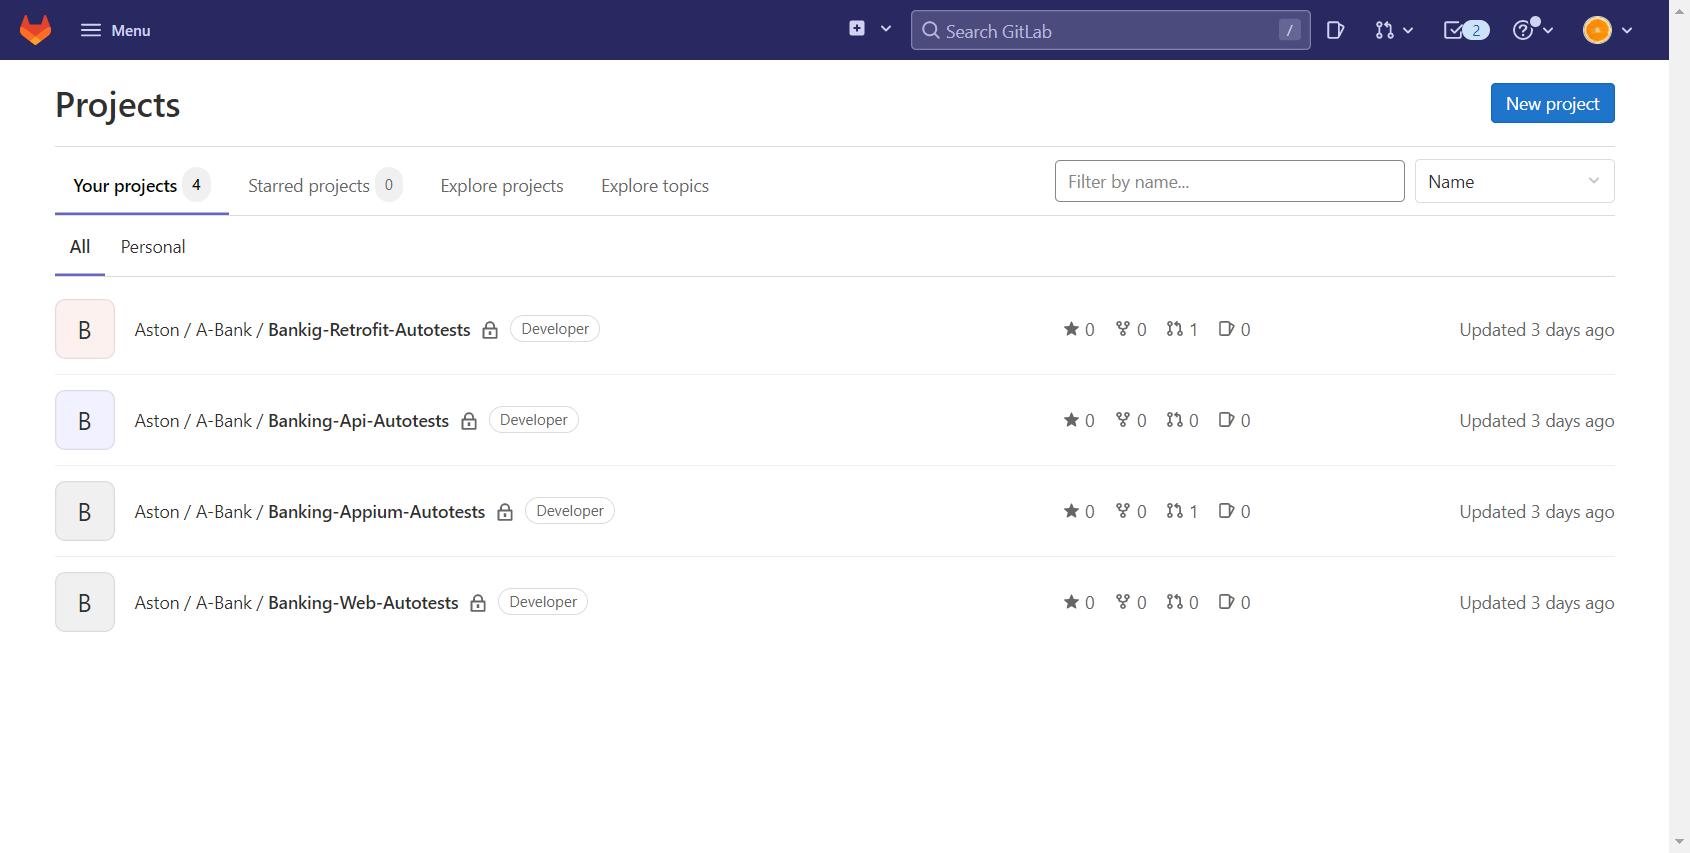 Menu
Search GitLab /
2
Projects
New project
Your projects 4 Starred projects 0 Explore projects Explore topics
Filter by name... Name
All Personal
B Aston / A-Bank / Bankig-Retrofit-Autotests Developer 0 0 1 0 Updated 3 days ago
B Aston / A-Bank / Banking-Api-Autotests Developer 0 0 0 0 Updated 3 days ago
B Aston / A-Bank / Banking-Appium-Autotests Developer 0 0 1 0 Updated 3 days ago
B Aston / A-Bank / Banking-Web-Autotests Developer 0 0 0 0 Updated 3 days ago